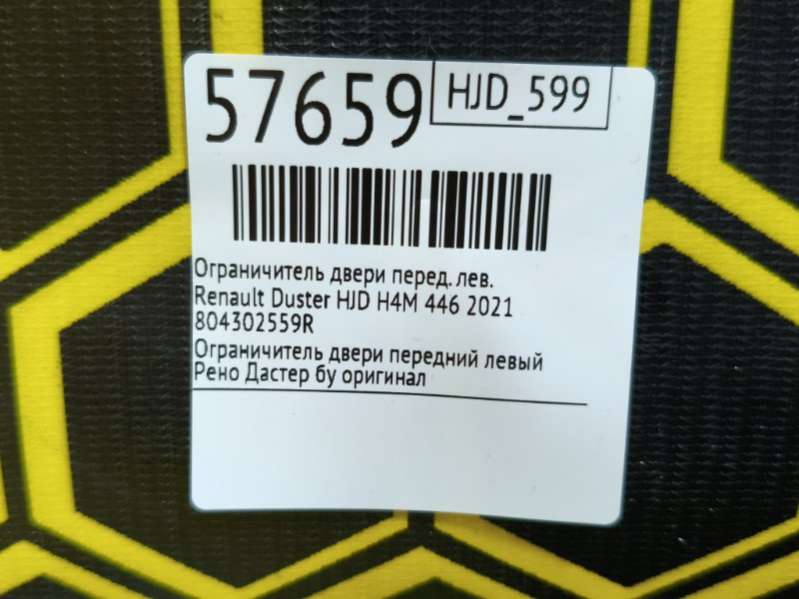 57659
HJD_599
Ограничитель двери перед. лев.
Renault Duster HJD H4M 446 2021
804302559R
Ограничитель двери передний левый
Рено Дастер бу оригинал